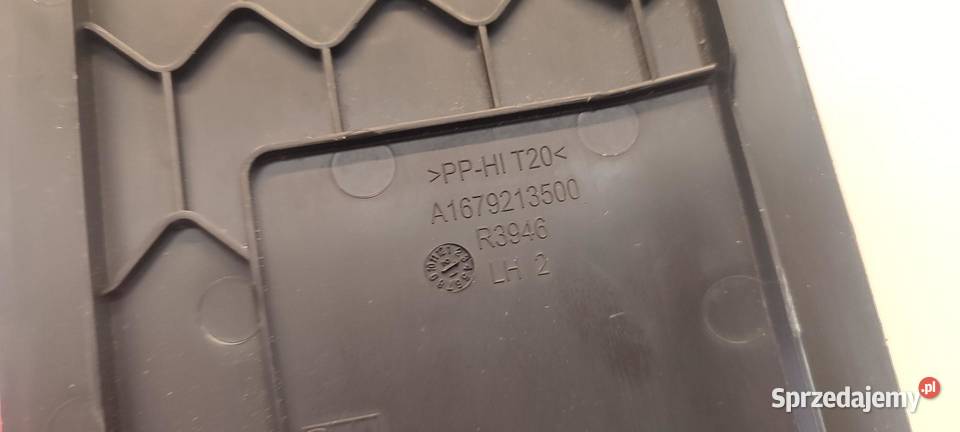 >PP-HI T20<
A1679213500
R3946
LH 2
Sprzedajemy.pl